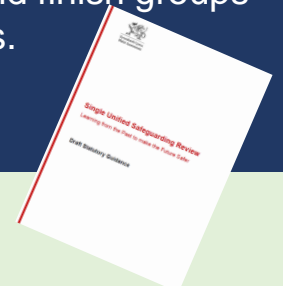 nd finish groups
s.
Single Unified Safeguarding Review
Learning from the Past to make the Future Safer
Draft Statutory Guidance